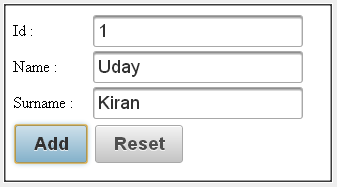 Id : 1
Name : Uday
Surname : Kiran
Add Reset